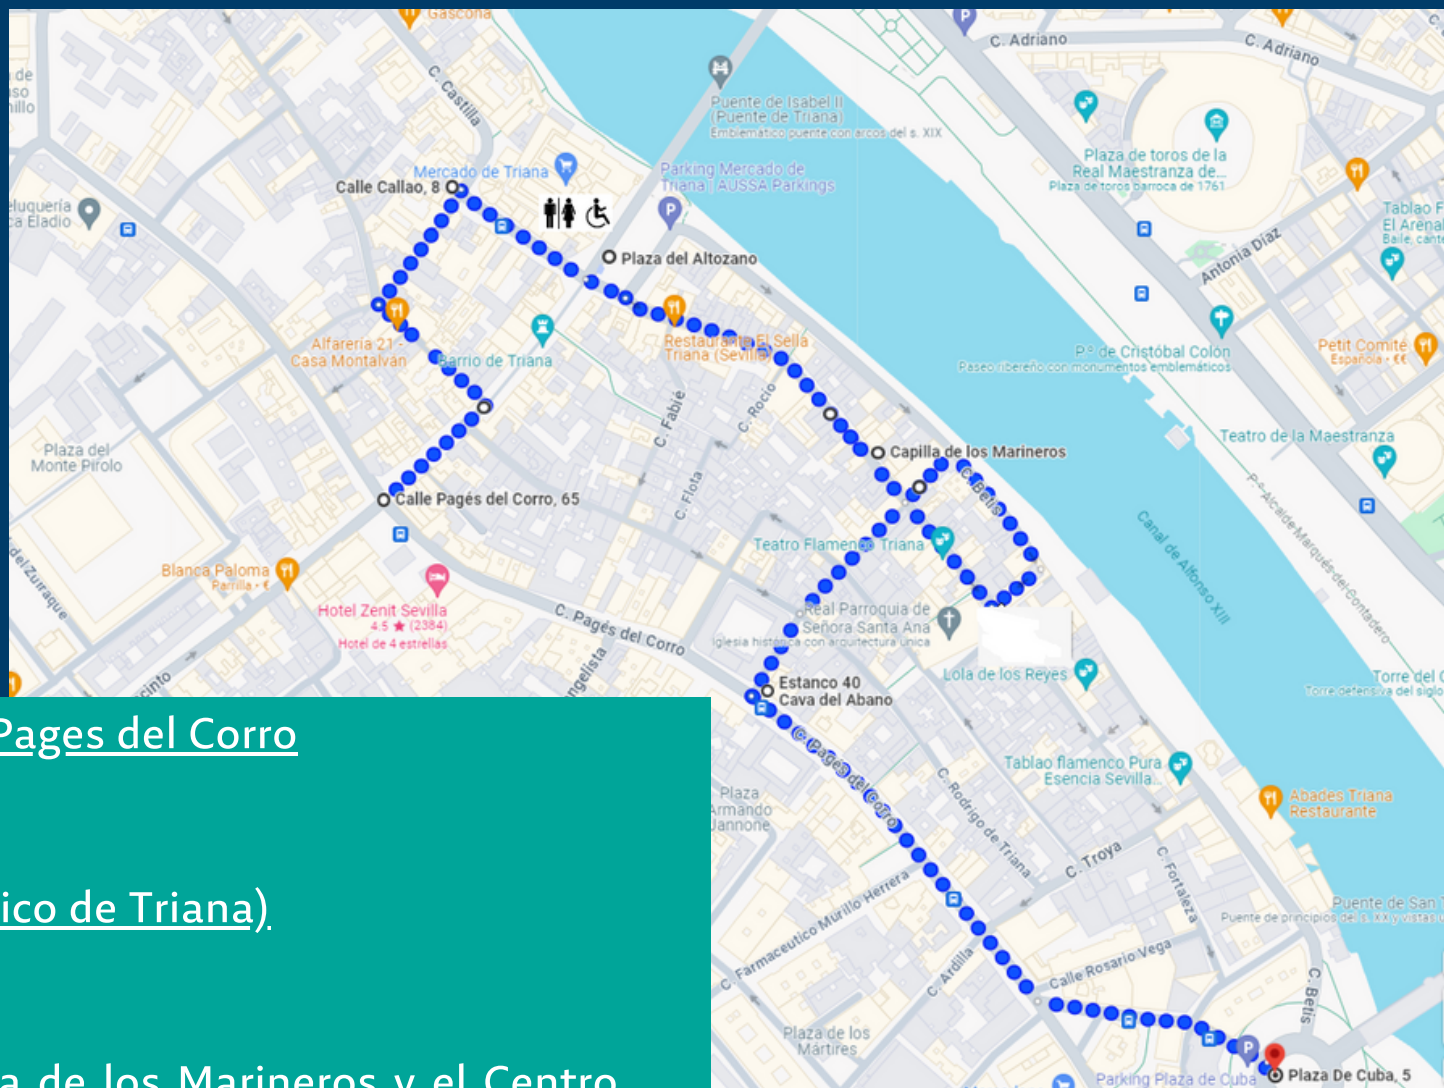 Gascona
C. Adriano
C. Adriano
C. Castilla
Puente de Isabel II
(Puente de Triana)
Emblemático puente con arcos del s. XIX
Mercado de Triana
Parking Mercado de
Triana | AUSSA Parkings
Plaza de toros de la
Real Maestranza de...
Plaza de toros barroca de 1761
Calle Callao, 8
Plaza del Altozano
Antonia Díaz
Tablao F
El Arenal
Baile, cant
Alfarería 21 -
Casa Montalván
Barrio de Triana
Restaurante El Sella
Triana (Sevilla)
P.º de Cristóbal Colón
Paseo ribereño con monumentos emblemáticos
Petit Comité
Española • €€
C. Fabié
C. Rocío
Plaza del
Monte Pirolo
Capilla de los Marineros
Teatro de la Maestranza
C. Betis
C. Flota
Calle Pagés del Corro, 65
P.º Alcalde Marqués del Contadero
Canal de Alfonso XIII
Teatro Flamenco Triana
Blanca Paloma
Parrilla • €
Hotel Zenit Sevilla
4.5 ★ (2384)
Hotel de 4 estrellas
C. Pagés del Corro
Real Parroquia de
Señora Santa Ana
Iglesia histórica con arquitectura única
del Zurraque
Lola de los Reyes
Torre del O
Torre defensiva del siglo
Estanco 40
Cava del Abano
C. Pagés del Corro
Pages del Corro
Tablao flamenco Pura
Esencia Sevilla...
Plaza
Armando
Jannone
C. Rodrigo de Triana
Abades Triana
Restaurante
C. Troya
C. Fortaleza
C. Farmaceutico Murillo Herrera
ico de Triana)
Puente de San T
Puente de principios del s. XX y vistas
C. Ardilla
Calle Rosario Vega
C. Betis
Plaza de los
Mártires
a de los Marineros y el Centro
Parking Plaza de Cuba
Plaza De Cuba, 5